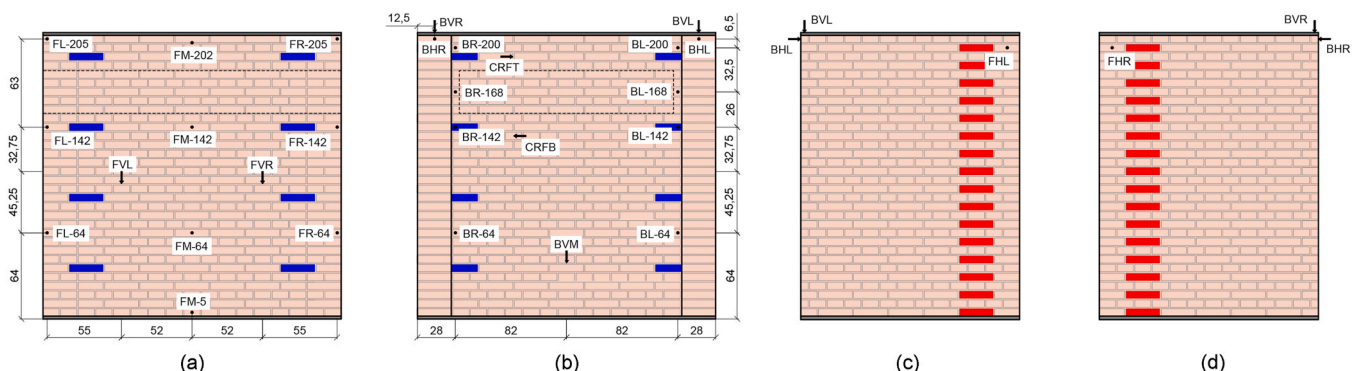 FL-205
FM-202
FR-205
63
FL-142
FM-142
FR-142
32,75
FVL
FVR
45,25
FL-64
FM-64
FR-64
64
FM-5
55
52
52
55
(a)
12,5
BVR
BVL
6,5
BHR
BR-200
BL-200
BHL
CRFT
32,5
BR-168
BL-168
26
BR-142
BL-142
CRFB
32,75
45,25
BR-64
BVM
BL-64
64
28
82
82
28
(b)
BVL
BHL
FHL
(c)
BVR
BHR
FHR
(d)